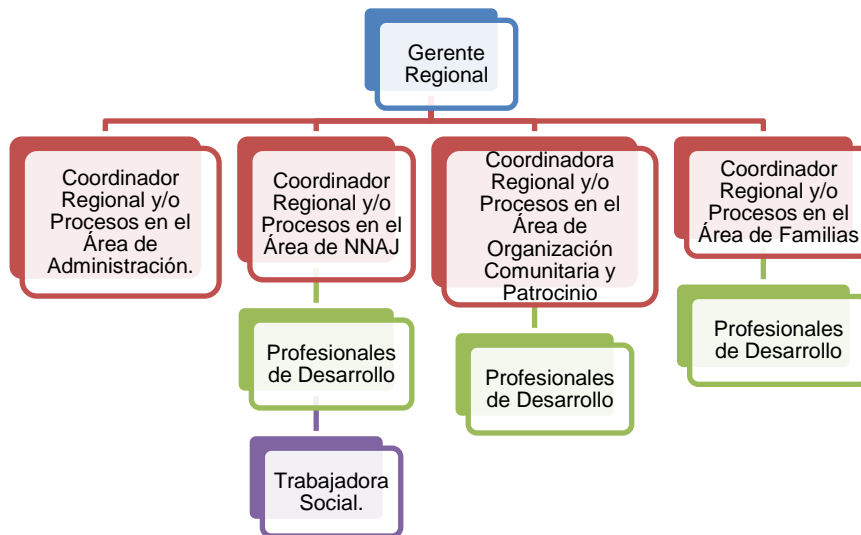 Gerente
Regional
Coordinador
Regional y/o
Procesos en el
Área de
Administración.
Coordinador
Regional y/o
Procesos en el
Área de NNAJ
Coordinadora
Regional y/o
Procesos en el
Área de
Organización
Comunitaria y
Patrocinio
Coordinador
Regional y/o
Procesos en el
Área de Familias
Profesionales
de Desarrollo
Profesionales
de Desarrollo
Profesionales
de Desarrollo
Trabajadora
Social.